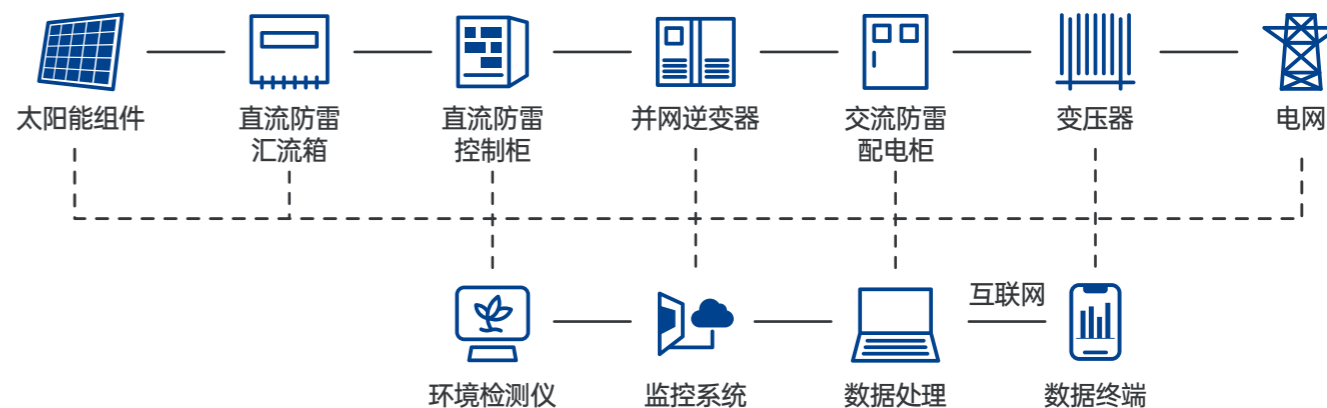 太阳能组件
直流防雷
汇流箱
直流防雷
控制柜
并网逆变器
交流防雷
配电柜
变压器
电网
互联网
环境检测仪
监控系统
数据处理
数据终端